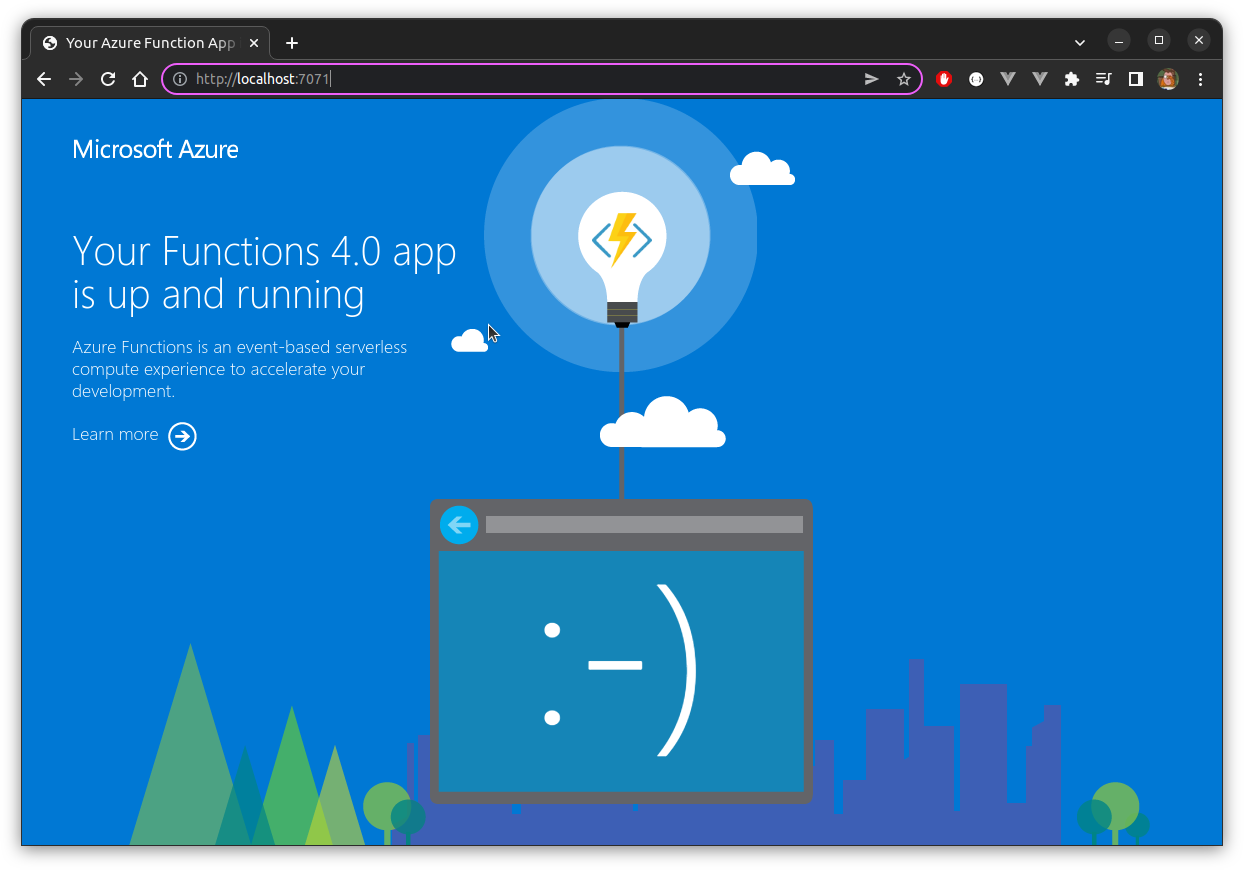 Your Azure Function App
http://localhost:7071
Microsoft Azure
Your Functions 4.0 app
is up and running
Azure Functions is an event-based serverless
compute experience to accelerate your
development.
Learn more
:-)